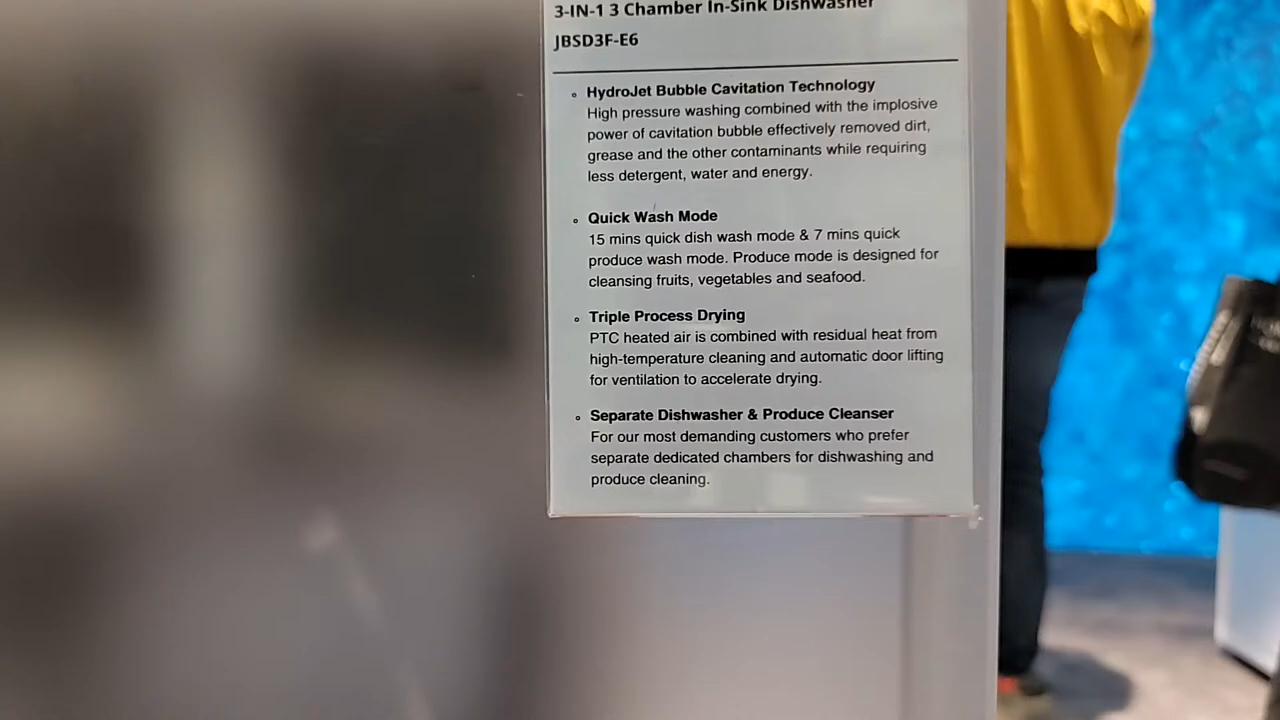 3-IN-1 3 Chamber In-Sink Dishwasher
JBSD3F-E6
HydroJet Bubble Cavitation Technology
High pressure washing combined with the implosive
power of cavitation bubble effectively removed dirt,
grease and the other contaminants while requiring
less detergent, water and energy.
Quick Wash Mode
15 mins quick dish wash mode & 7 mins quick
produce wash mode. Produce mode is designed for
cleansing fruits, vegetables and seafood.
Triple Process Drying
PTC heated air is combined with residual heat from
high-temperature cleaning and automatic door lifting
for ventilation to accelerate drying.
Separate Dishwasher & Produce Cleanser
For our most demanding customers who prefer
separate dedicated chambers for dishwashing and
produce cleaning.